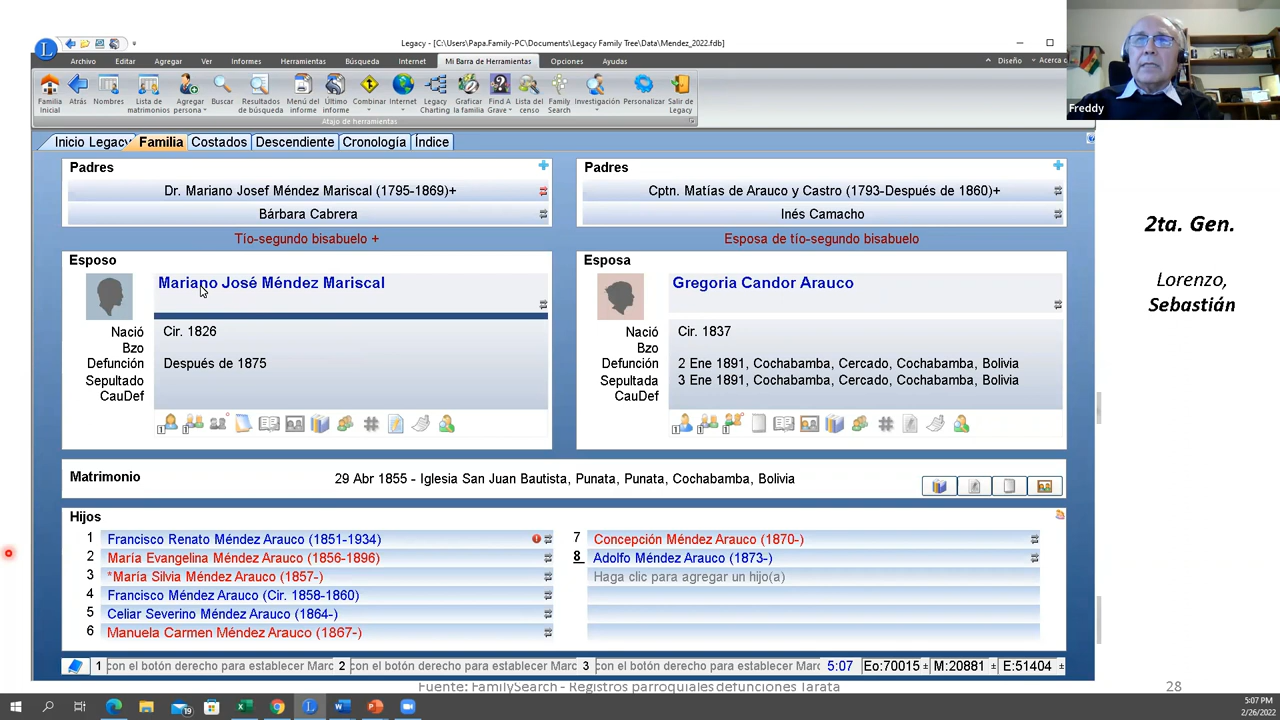 Legacy - [C:\Users\Papa.Family-PC\Documents\Legacy Family Tree\Data\Mendez_2022.fdb]
Archivo Editar Agregar Ver Informes Herramientas Búsqueda Internet Mi Barra de Herramientas Opciones Ayudas Diseño Acerca
Familia Inicial
Atrás
Nombres
Lista de matrimonios
Agregar persona
Buscar
Resultados de búsqueda
Menú del informe
Último informe
Combinar
Internet
Legacy Charting
Graficar la familia
Find A Grave
Lista del censo
Family Search
Investigación
Personalizar
Salir de Legacy
Atajo de herramientas
Freddy
Inicio Legacy Familia Costados Descendiente Cronología Índice
Padres
Dr. Mariano Josef Méndez Mariscal (1795-1869)+
Bárbara Cabrera
Tío-segundo bisabuelo +
Padres
Cptn. Matías de Arauco y Castro (1793-Después de 1860)+
Inés Camacho
Esposa de tío-segundo bisabuelo
Esposo
Mariano José Méndez Mariscal
Nació Cir. 1826
Bzo
Defunción Después de 1875
Sepultado
CauDef
Esposa
Gregoria Candor Arauco
Nació Cir. 1837
Bzo
Defunción 2 Ene 1891, Cochabamba, Cercado, Cochabamba, Bolivia
Sepultada 3 Ene 1891, Cochabamba, Cercado, Cochabamba, Bolivia
CauDef
Matrimonio 29 Abr 1855 - Iglesia San Juan Bautista, Punata, Punata, Cochabamba, Bolivia
Hijos
1 Francisco Renato Méndez Arauco (1851-1934)
2 María Evangelina Méndez Arauco (1856-1896)
3 *María Silvia Méndez Arauco (1857-)
4 Francisco Méndez Arauco (Cir. 1858-1860)
5 Celiar Severino Méndez Arauco (1864-)
6 Manuela Carmen Méndez Arauco (1867-)
7 Concepción Méndez Arauco (1870-)
8 Adolfo Méndez Arauco (1873-)
Haga clic para agregar un hijo(a)
1 con el botón derecho para establecer Marc 2 con el botón derecho para establecer Marc 3 con el botón derecho para establecer Marc 5:07 Eo:70015 M:20881 E:51404
2ta. Gen.
Lorenzo,
Sebastián
Fuente: FamilySearch - Registros parroquiales defunciones Tarata
28
5:07 PM
2/26/2022